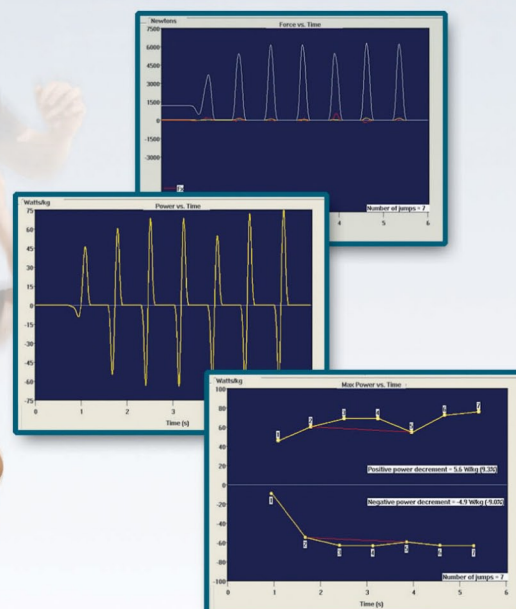 Newtons
Force vs. Time
7500
6000
4500
3000
1500
0
-1500
-3000
Number of jumps = 7
4 5 6
Watts/kg
Power vs. Time
75
60
45
30
15
0
-15
-30
-45
-60
-75
0 1 2 3
Time (s)
Watts/kg
Max Power vs. Time
100
80
60
40
20
0
-20
-40
-60
-80
-100
Positive power decrement = 5.6 W/kg (9.3%)
Negative power decrement = -4.9 W/kg (-9.0%)
Number of jumps = 7
0 1 2 3 4 5 6
Time (s)